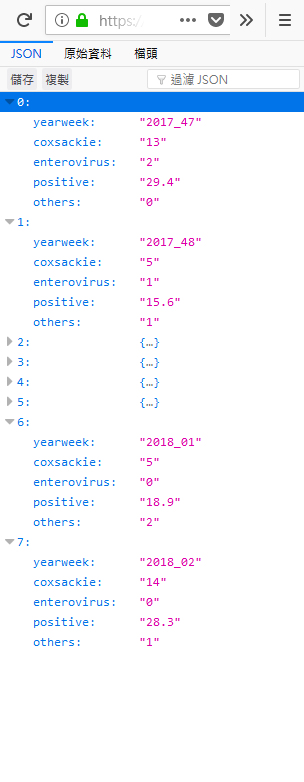 https:/
JSON 原始資料 檔頭
儲存 複製 過濾 JSON
0:
yearweek: "2017_47"
coxsackie: "13"
enterovirus: "2"
positive: "29.4"
others: "0"
1:
yearweek: "2017_48"
coxsackie: "5"
enterovirus: "1"
positive: "15.6"
others: "1"
2: {…}
3: {…}
4: {…}
5: {…}
6:
yearweek: "2018_01"
coxsackie: "5"
enterovirus: "0"
positive: "18.9"
others: "2"
7:
yearweek: "2018_02"
coxsackie: "14"
enterovirus: "0"
positive: "28.3"
others: "1"